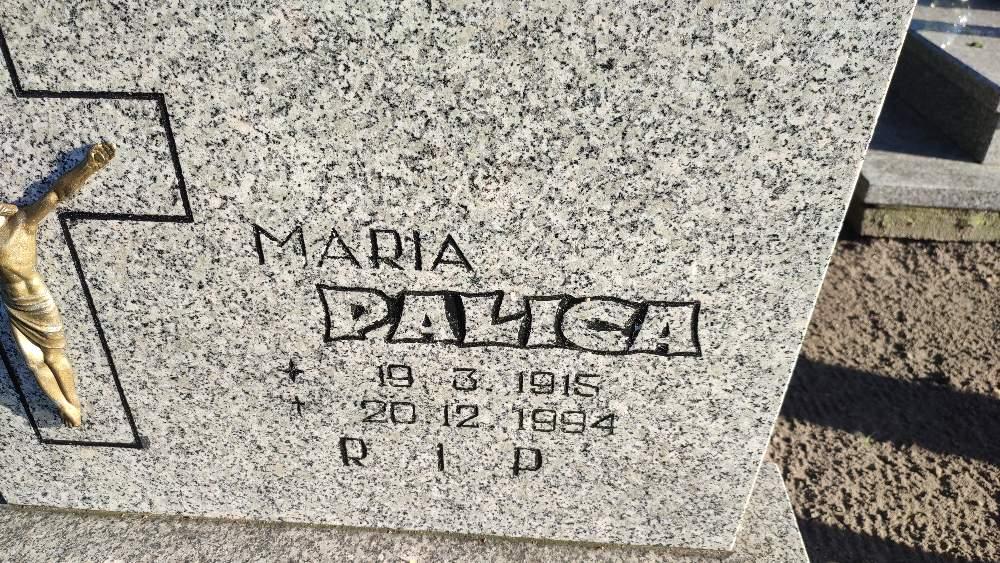 MARIA
PALICA
* 19. 3. 1915
† 20. 12. 1994
R I P